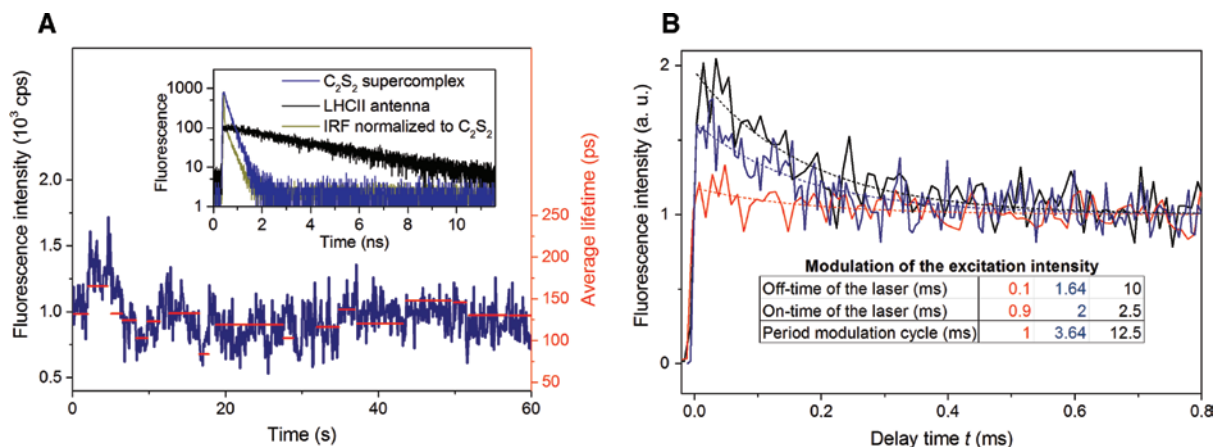 A
B
Fluorescence intensity (10³ cps)
2.0
1.5
1.0
0.5
0
20
40
60
Time (s)
250
200
150
100
50
Average lifetime (ps)
Fluorescence
1000
100
10
1
0
2
4
6
8
10
Time (ns)
C₂S₂ supercomplex
LHCII antenna
IRF normalized to C₂S₂
Fluorescence intensity (a. u.)
2
1
0
0.0
0.2
0.4
0.6
0.8
Delay time t (ms)
Modulation of the excitation intensity
Off-time of the laser (ms) 0.1 1.64 10
On-time of the laser (ms) 0.9 2 2.5
Period modulation cycle (ms) 1 3.64 12.5